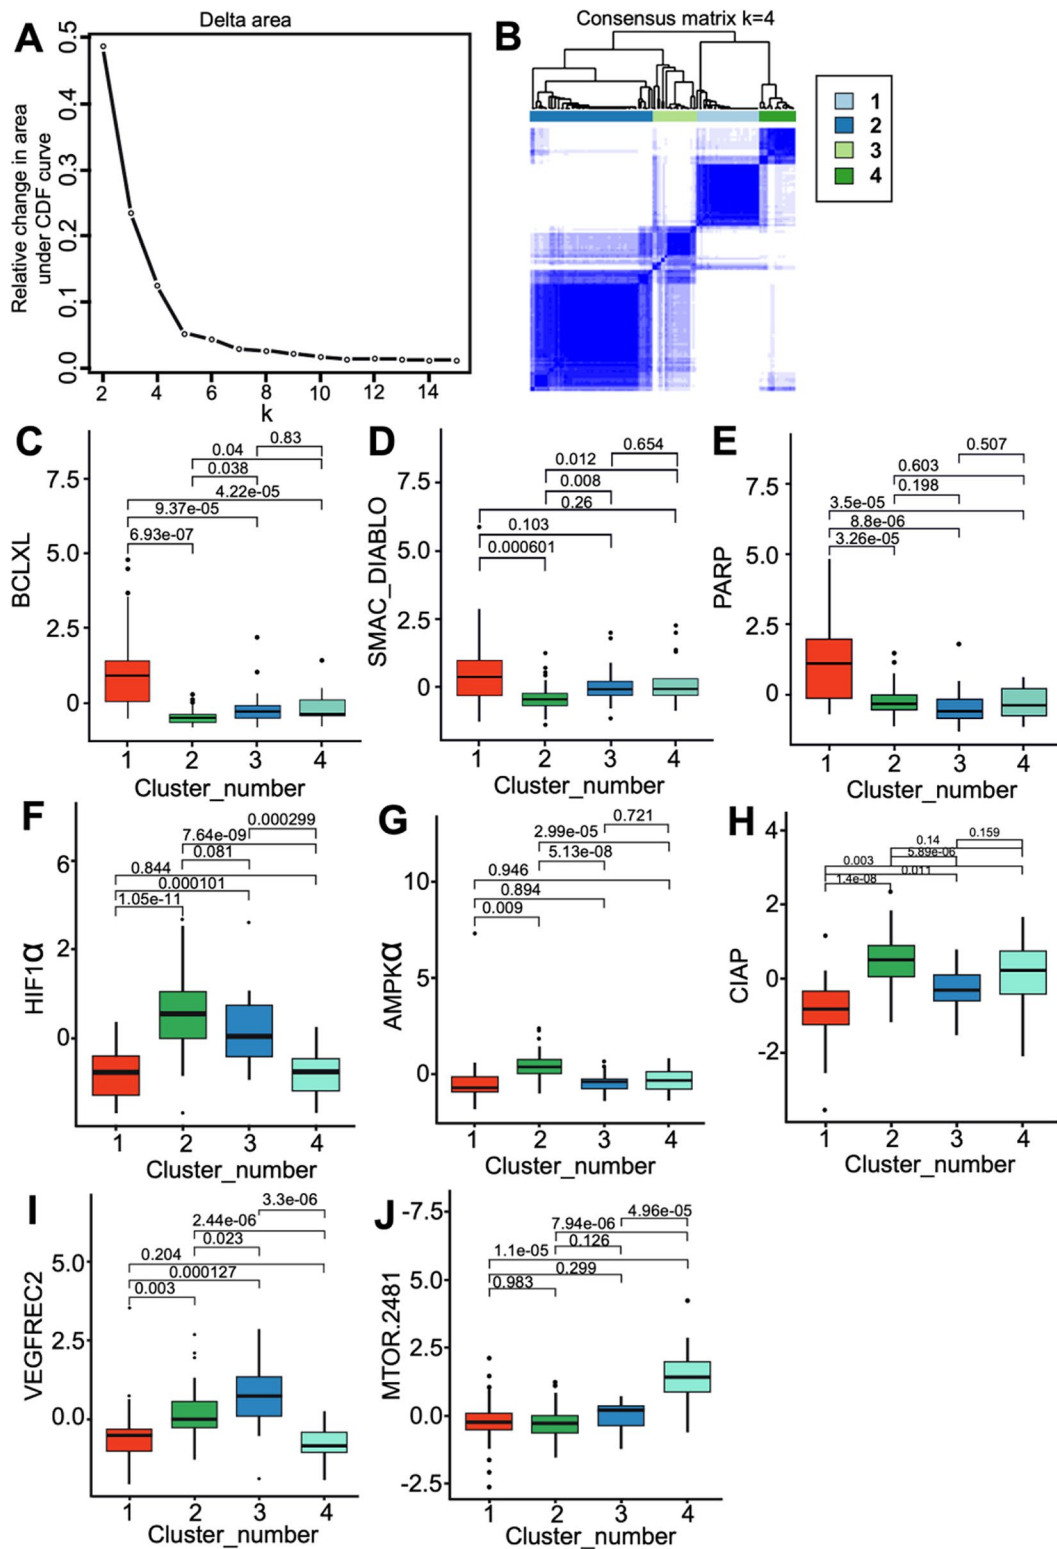 A
Delta area
Relative change in area
under CDF curve
0.5
0.4
0.3
0.2
0.1
0.0
2 4 6 8 10 12 14
k
B
Consensus matrix k=4
1
2
3
4
C
BCLXL
7.5
5.0
2.5
0
0.83
0.04
0.038
4.22e-05
9.37e-05
6.93e-07
1 2 3 4
Cluster_number
D
SMAC_DIABLO
7.5
5.0
2.5
0
0.654
0.012
0.008
0.26
0.103
0.000601
1 2 3 4
Cluster_number
E
PARP
7.5
5.0
2.5
0
0.507
0.603
0.198
3.5e-05
8.8e-06
3.26e-05
1 2 3 4
Cluster_number
F
HIF1α
6
2
0
0.000299
7.64e-09
0.081
0.844
0.000101
1.05e-11
1 2 3 4
Cluster_number
G
AMPKα
10
5
0
0.721
2.99e-05
5.13e-08
0.946
0.894
0.009
1 2 3 4
Cluster_number
H
CIAP
4
2
0
-2
0.159
0.14
5.89e-06
0.003
0.011
1.4e-08
1 2 3 4
Cluster_number
I
VEGFREC2
5.0
2.5
0.0
3.3e-06
2.44e-06
0.023
0.204
0.000127
0.003
1 2 3 4
Cluster_number
J
MTOR.2481
-7.5
5.0
2.5
0.0
-2.5
4.96e-05
7.94e-06
0.126
1.1e-05
0.299
0.983
1 2 3 4
Cluster_number